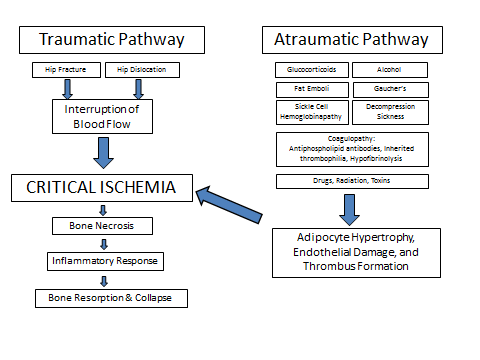 Traumatic Pathway
Hip Fracture
Hip Dislocation
Interruption of
Blood Flow
CRITICAL ISCHEMIA
Bone Necrosis
Inflammatory Response
Bone Resorption & Collapse
Atraumatic Pathway
Glucocorticoids
Alcohol
Fat Emboli
Gaucher's
Sickle Cell
Hemoglobinapathy
Decompression
Sickness
Coagulopathy:
Antiphospholipid antibodies, Inherited
thrombophilia, Hypofibrinolysis
Drugs, Radiation, Toxins
Adipocyte Hypertrophy,
Endothelial Damage, and
Thrombus Formation